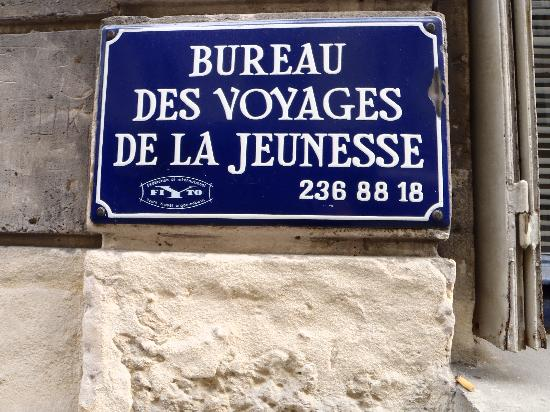 BUREAU
DES VOYAGES
DE LA JEUNESSE
FIYTO
236 88 18